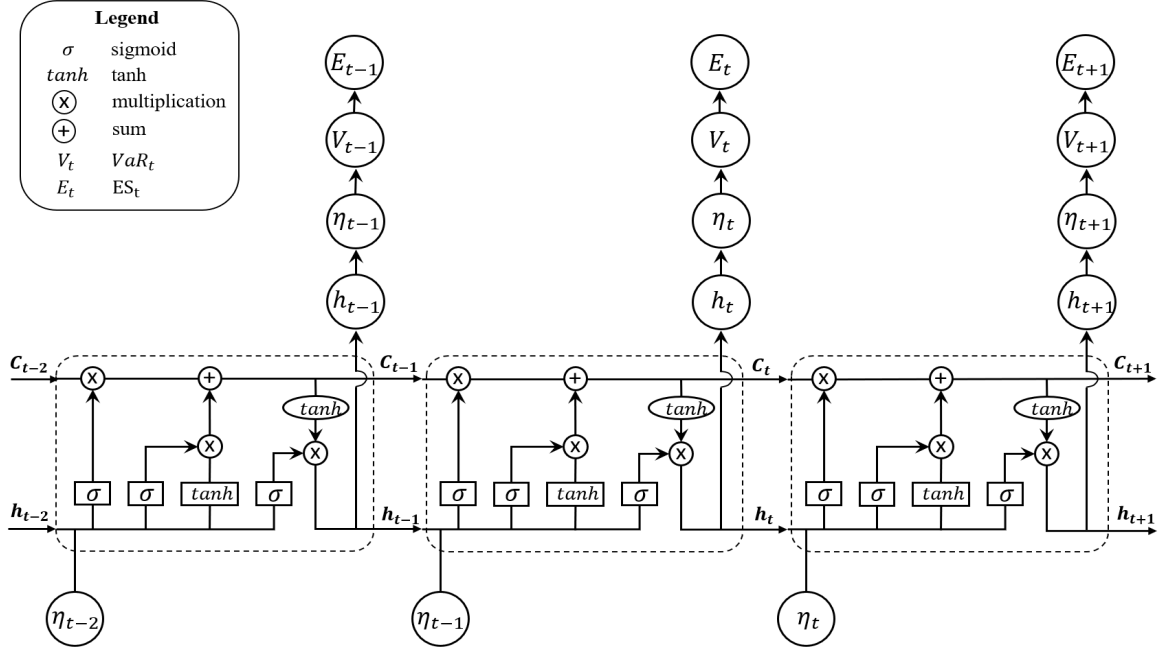 Legend
σ sigmoid
tanh tanh
x multiplication
+ sum
V_t VaR_t
E_t ES_t
E_{t−1} E_t E_{t+1}
V_{t−1} V_t V_{t+1}
η_{t−1} η_t η_{t+1}
h_{t−1} h_t h_{t+1}
C_{t−2} C_{t−1} C_t C_{t+1}
x + x + x +
tanh tanh tanh
x x x x x x
σ σ tanh σ σ σ tanh σ σ σ tanh σ
h_{t−2} h_{t−1} h_t h_{t+1}
η_{t−2} η_{t−1} η_t